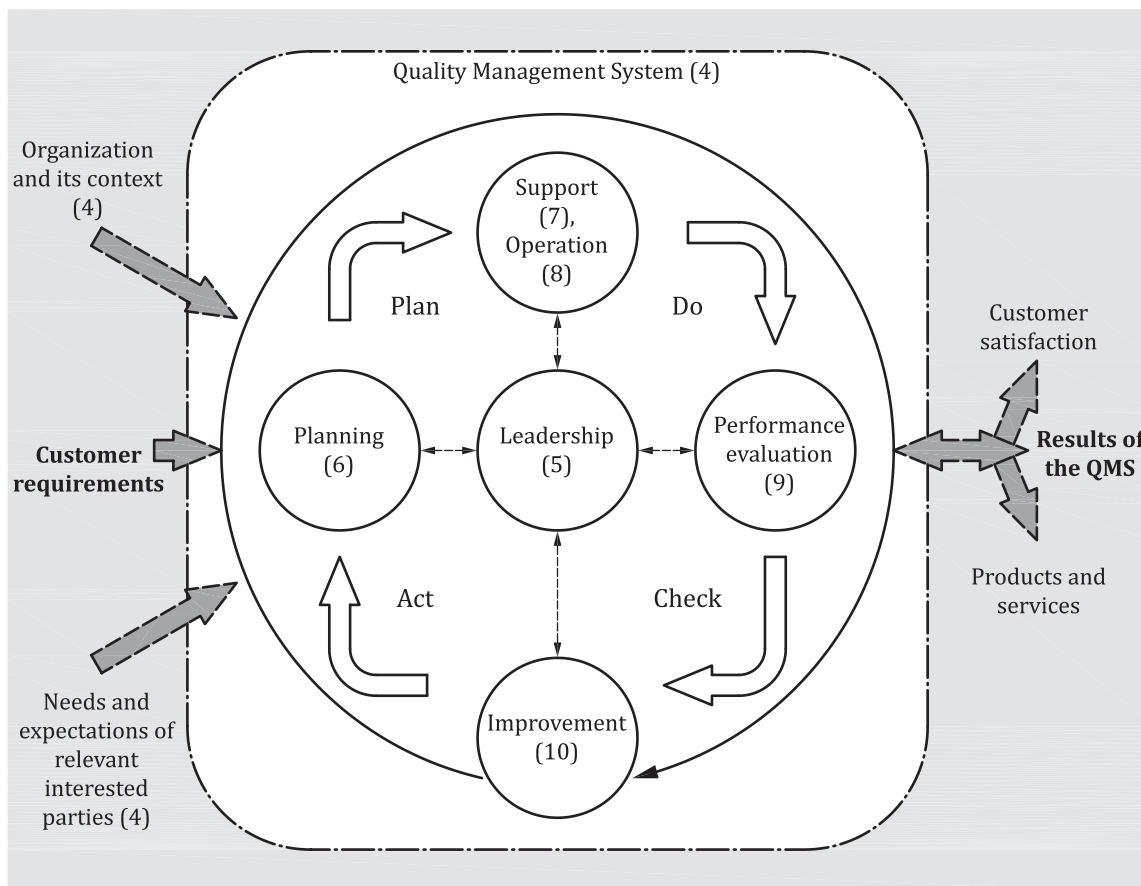 Quality Management System (4)
Organization
and its context
(4)
Support
(7),
Operation
(8)
Plan
Do
Customer
satisfaction
Planning
(6)
Leadership
(5)
Performance
evaluation
(9)
Customer
requirements
Results of
the QMS
Act
Check
Products and
services
Improvement
(10)
Needs and
expectations of
relevant
interested
parties (4)